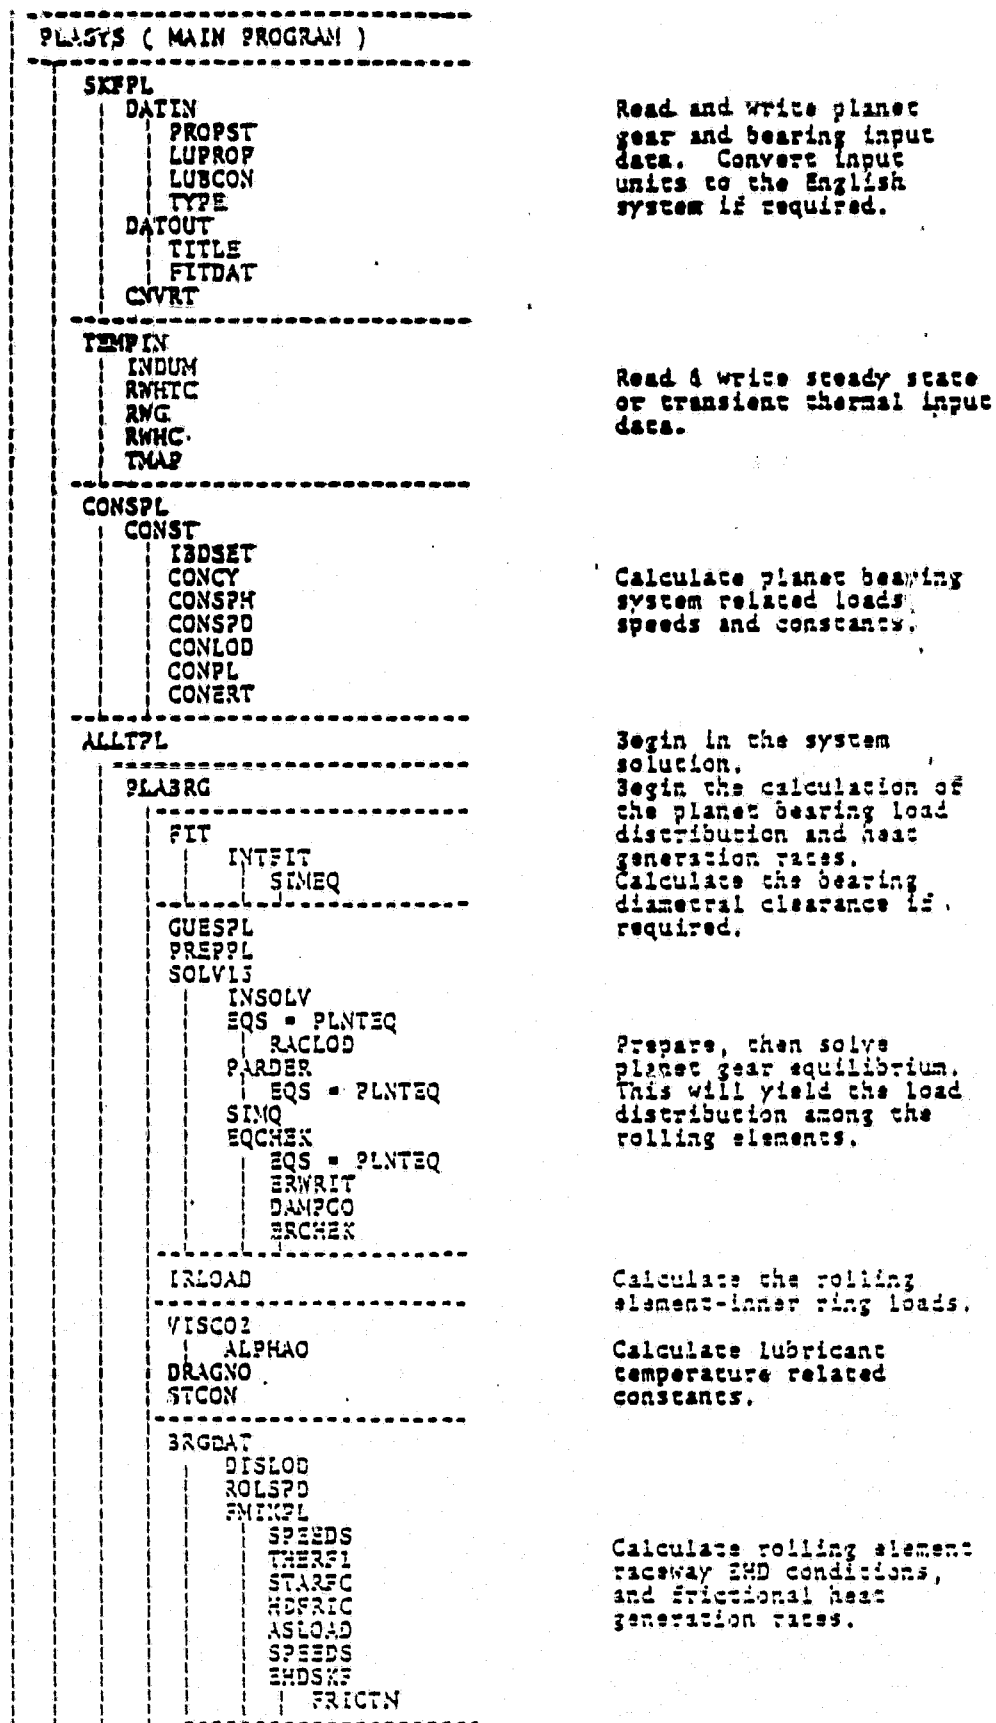 PLASYS ( MAIN PROGRAM )
SKFPL
DATIN
PROPST
LUPROP
LUBCON
TYPE
DATOUT
TITLE
FITDAT
CNVRT
Read and write planet
gear and bearing input
data. Convert input
units to the English
system if required.
TEMPIN
INDUM
RWHTC
RWG
RWHC
TMAP
Read & write steady state
or transient thermal input
data.
CONSPL
CONST
IBDSET
CONCY
CONSPH
CONSPD
CONLOD
CONPL
CONERT
Calculate planet bearing
system related loads
speeds and constants.
ALLTPL
PLABRG
FIT
INTFIT
SIMEQ
Begin in the system
solution.
Begin the calculation of
the planet bearing load
distribution and heat
generation rates.
Calculate the bearing
diametral clearance if
required.
GUESPL
PREPPL
SOLV13
INSOLV
EQS = PLNTEQ
RACLOD
PARDER
EQS = PLNTEQ
SIMQ
EQCHEK
EQS = PLNTEQ
ERWRIT
DAMPCO
ERCHEK
Prepare, then solve
planet gear equilibrium.
This will yield the load
distribution among the
rolling elements.
IRLOAD
Calculate the rolling
element-inner ring loads.
VISCO2
ALPHAO
DRAGNO
STCON
Calculate lubricant
temperature related
constants.
BRGDAT
DISLOD
ROLSPD
FMIXPL
SPEEDS
THERF1
STARFC
HDFRIC
ASLOAD
SPEEDS
EHDSKF
FRICTN
Calculate rolling element
raceway EHD conditions,
and frictional heat
generation rates.